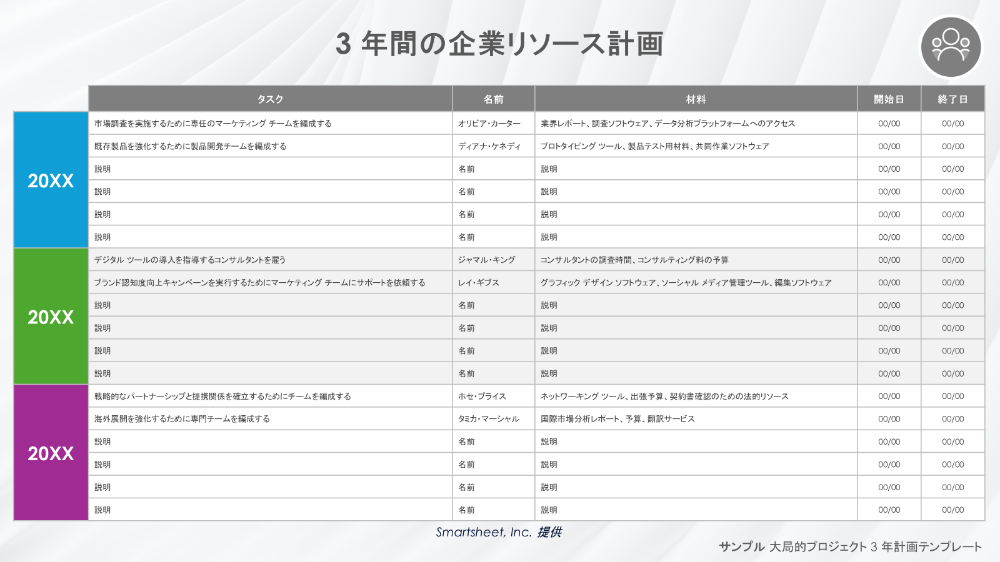 3 年間の企業リソース計画
タスク 名前 材料 開始日 終了日
20XX
市場調査を実施するために専任のマーケティング チームを編成する オリビア・カーター 業界レポート、調査ソフトウェア、データ分析プラットフォームへのアクセス 00/00 00/00
既存製品を強化するために製品開発チームを編成する ディアナ・ケネディ プロトタイピング ツール、製品テスト用材料、共同作業ソフトウェア 00/00 00/00
説明 名前 説明 00/00 00/00
説明 名前 説明 00/00 00/00
説明 名前 説明 00/00 00/00
説明 名前 説明 00/00 00/00
20XX
デジタル ツールの導入を指導するコンサルタントを雇う ジャマル・キング コンサルタントの調査時間、コンサルティング料の予算 00/00 00/00
ブランド認知度向上キャンペーンを実行するためにマーケティング チームにサポートを依頼する レイ・ギブス グラフィック デザイン ソフトウェア、ソーシャル メディア管理ツール、編集ソフトウェア 00/00 00/00
説明 名前 説明 00/00 00/00
説明 名前 説明 00/00 00/00
説明 名前 説明 00/00 00/00
説明 名前 説明 00/00 00/00
20XX
戦略的なパートナーシップと提携関係を確立するためにチームを編成する ホセ・プライス ネットワーキング ツール、出張予算、契約書確認のための法的リソース 00/00 00/00
海外展開を強化するために専門チームを編成する タミカ・マーシャル 国際市場分析レポート、予算、翻訳サービス 00/00 00/00
説明 名前 説明 00/00 00/00
説明 名前 説明 00/00 00/00
説明 名前 説明 00/00 00/00
説明 名前 説明 00/00 00/00
Smartsheet, Inc. 提供
サンプル 大局的プロジェクト 3 年計画テンプレート